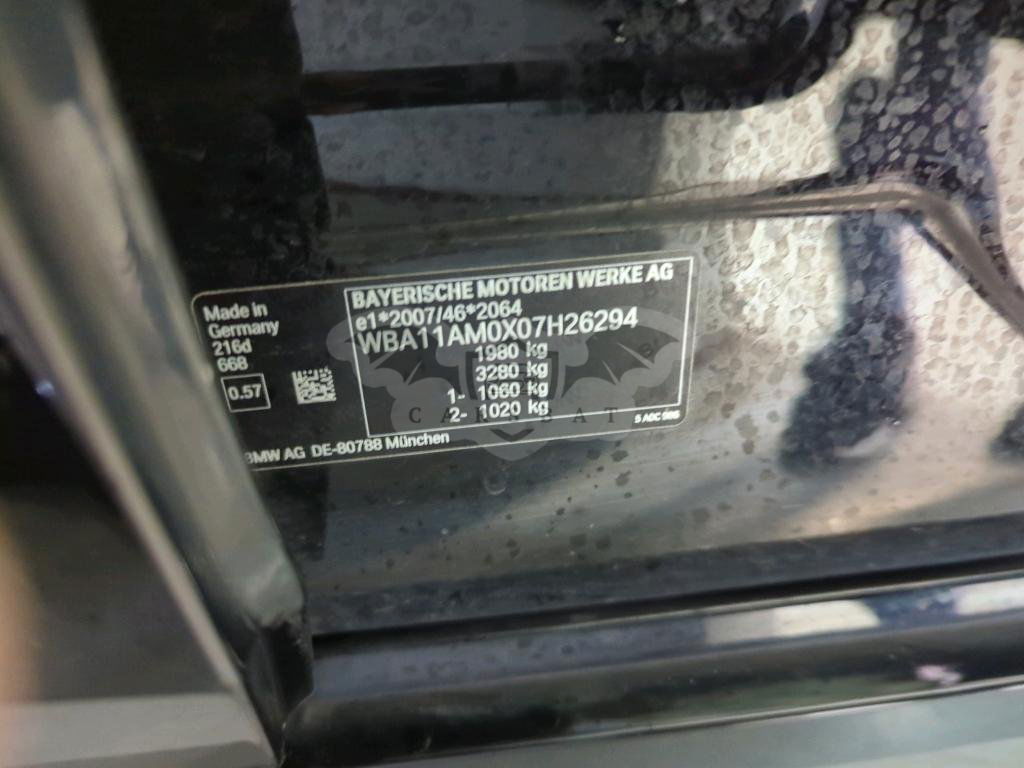 Made in
Germany
216d
668
0.57
BAYERISCHE MOTOREN WERKE AG
e1*2007/46*2064
WBA11AM0X07H26294
1980 kg
3280 kg
1- 1060 kg
2- 1020 kg
BMW AG DE-80788 München